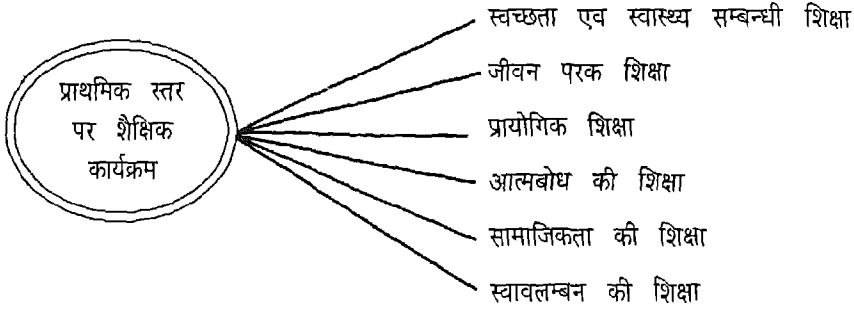 प्राथमिक स्तर
पर शैक्षिक
कार्यक्रम
स्वच्छता एव स्वास्थ्य सम्बन्धी शिक्षा
जीवन परक शिक्षा
प्रायोगिक शिक्षा
आत्मबोध की शिक्षा
सामाजिकता की शिक्षा
स्वावलम्बन की शिक्षा